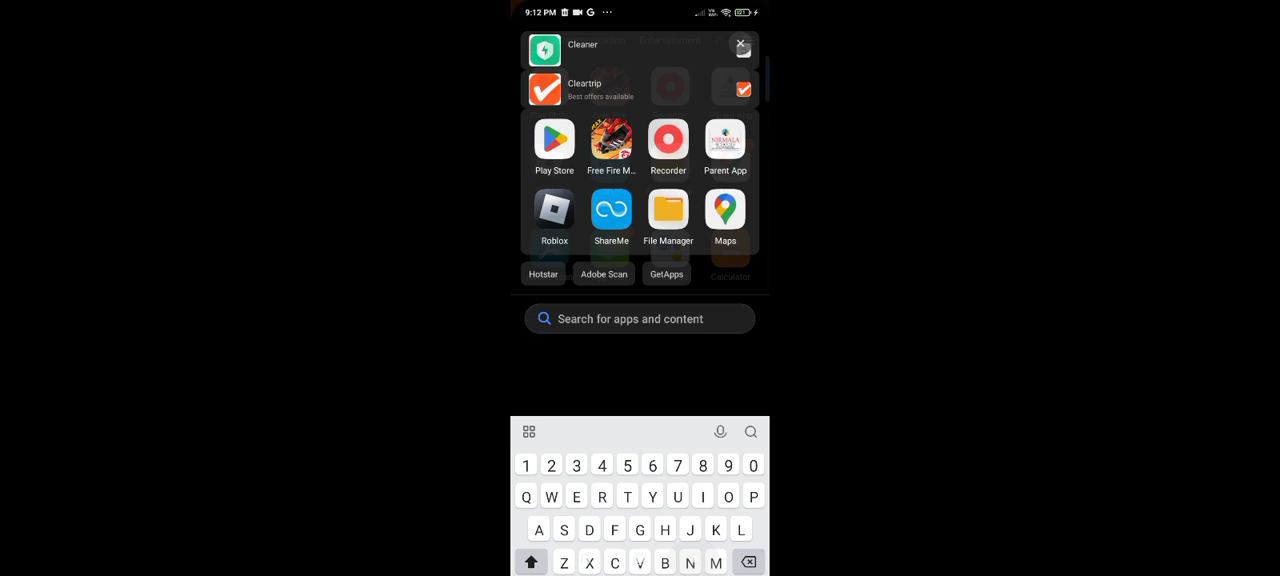 9:12 PM
Cleaner
Cleartrip
Best offers available
Play Store Free Fire M... Recorder Parent App
NIRMALA
Roblox ShareMe File Manager Maps
Hotstar Adobe Scan GetApps
Calculator
Search for apps and content
1 2 3 4 5 6 7 8 9 0
Q W E R T Y U I O P
A S D F G H J K L
Z X C V B N M